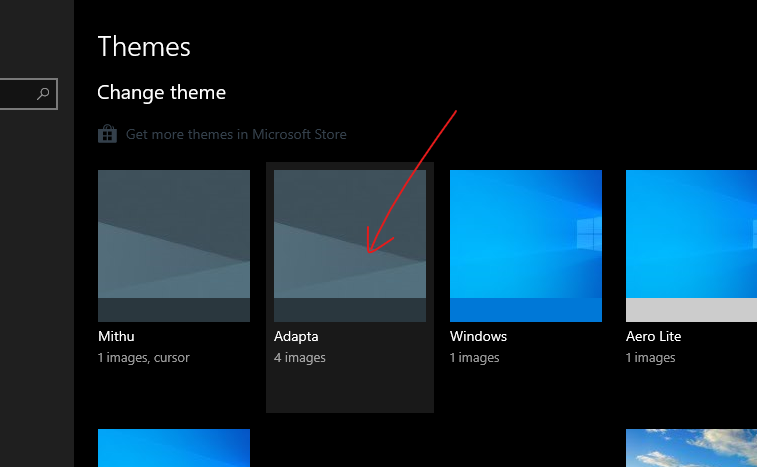 Themes
Change theme
Get more themes in Microsoft Store
Mithu
1 images, cursor
Adapta
4 images
Windows
1 images
Aero Lite
1 images